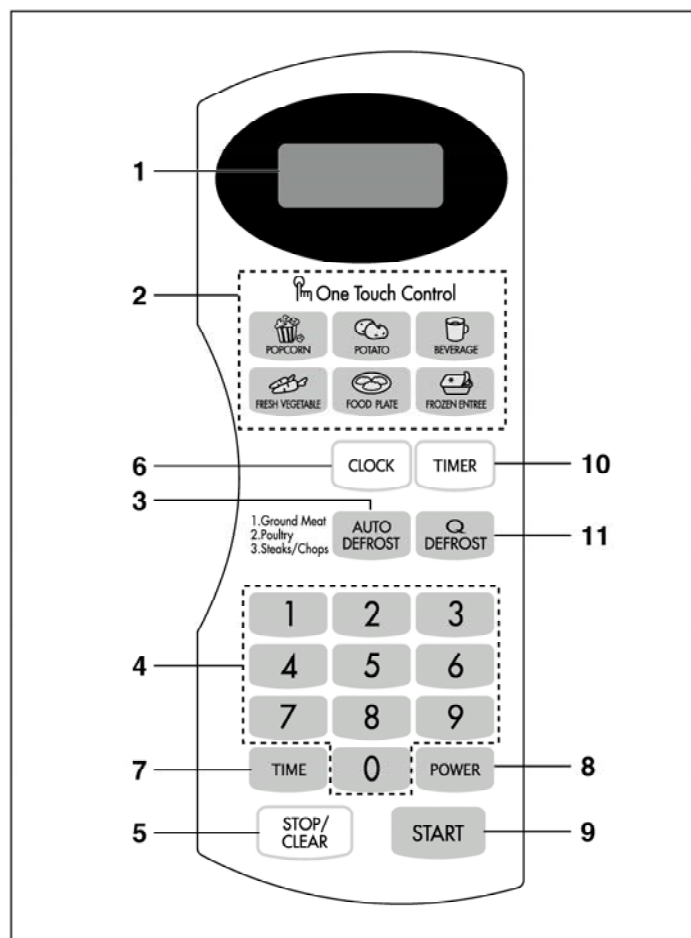 1
2
One Touch Control
POPCORN POTATO BEVERAGE
FRESH VEGETABLE FOOD PLATE FROZEN ENTREE
6 CLOCK TIMER 10
3
1.Ground Meat
2.Poultry
3.Steaks/Chops
AUTO
DEFROST
Q
DEFROST
11
1 2 3
4 4 5 6
7 8 9
7 TIME 0 POWER 8
5 STOP/
CLEAR
START 9